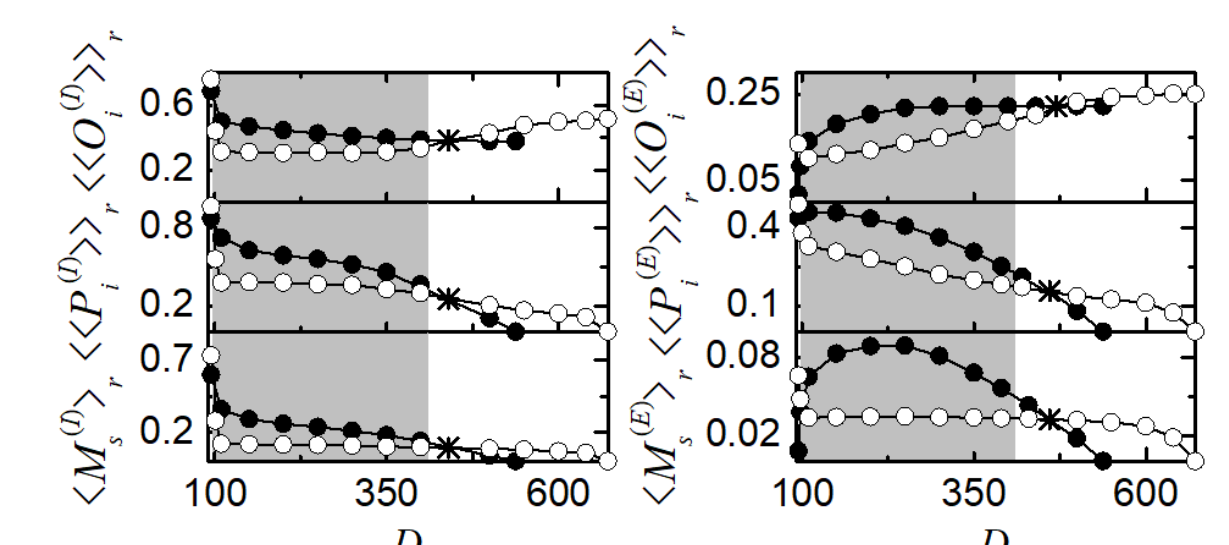 <<O_i^(I)>>_r 0.6 0.2
<<P_i^(I)>>_r 0.8 0.2
<M_s^(I)>_r 0.7 0.2
100 350 600
D
<<O_i^(E)>>_r 0.25 0.05
<<P_i^(E)>>_r 0.4 0.1
<M_s^(E)>_r 0.08 0.02
100 350 600
D